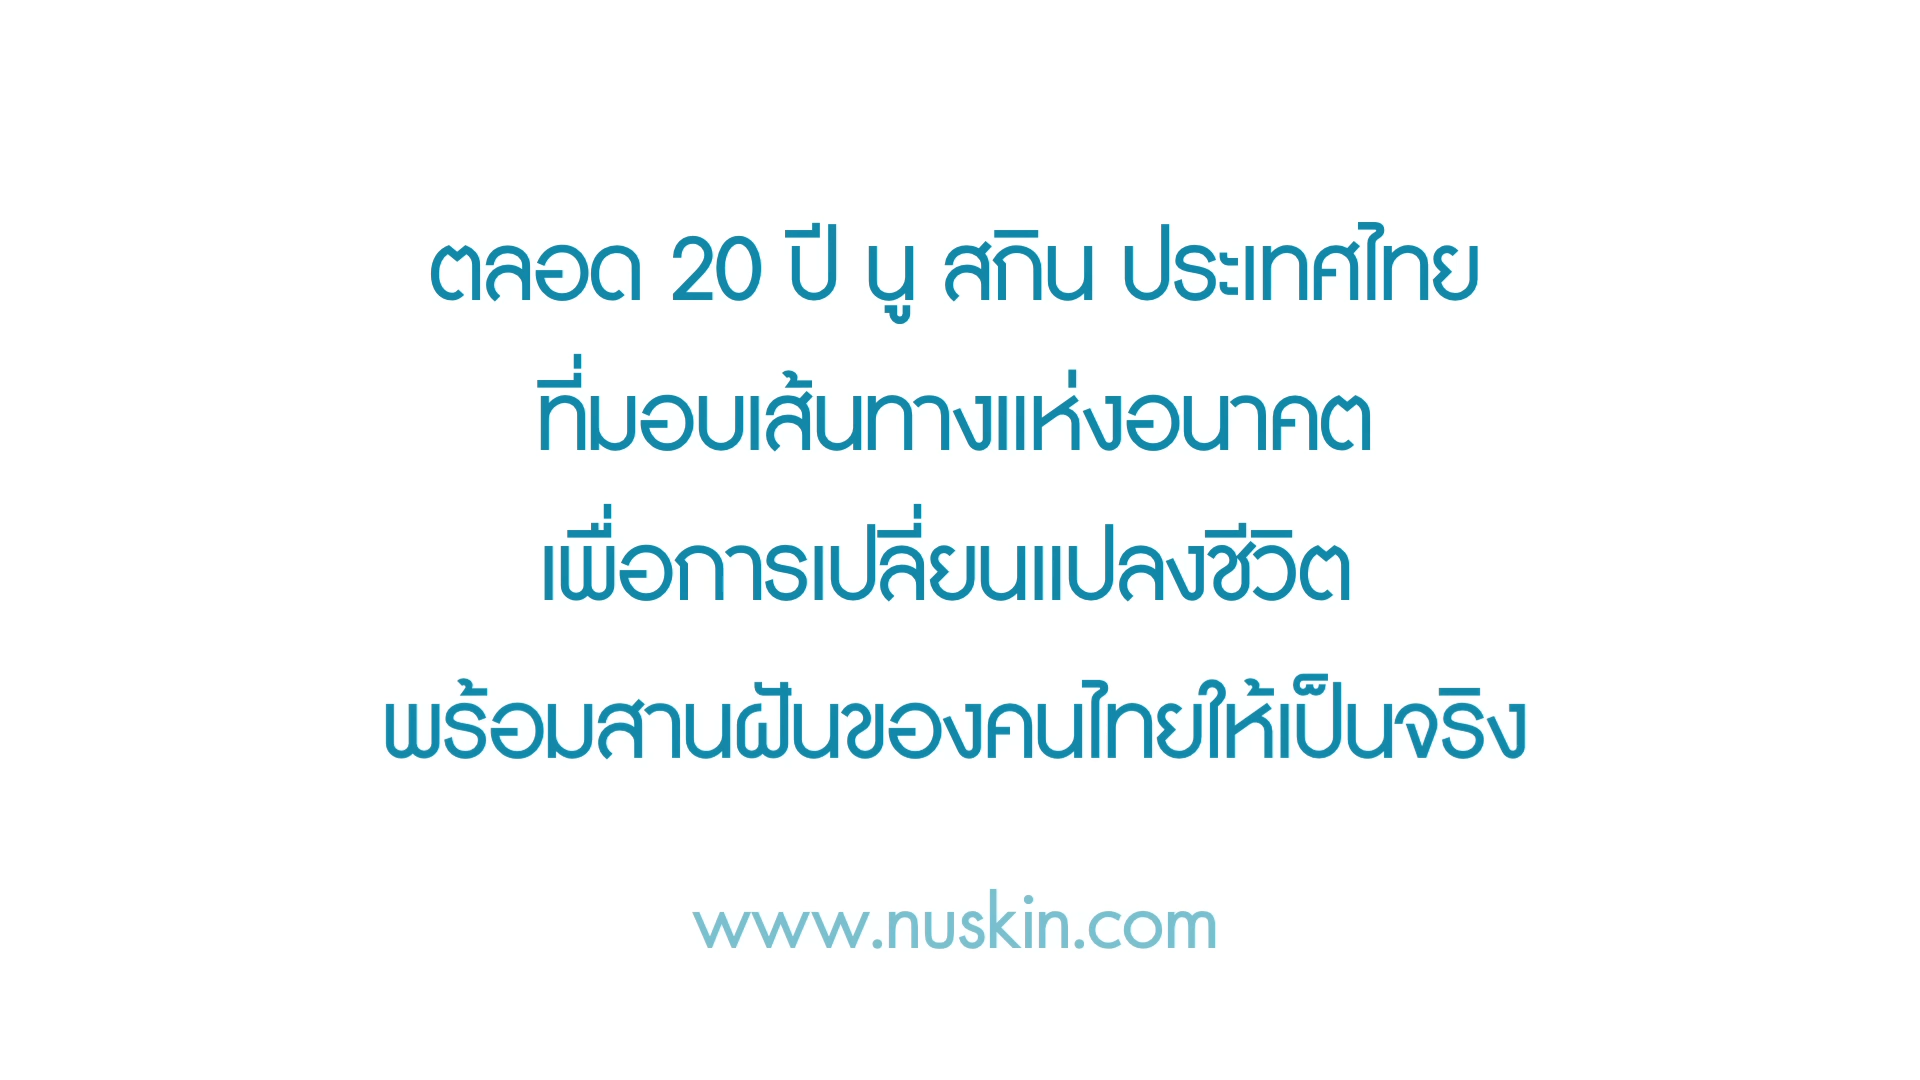 ตลอด 20 ปี นู สกิน ประเทศไทย
ที่มอบเส้นทางแห่งอนาคต
เพื่อการเปลี่ยนแปลงชีวิต
พร้อมสานฝันของคนไทยให้เป็นจริง
www.nuskin.com